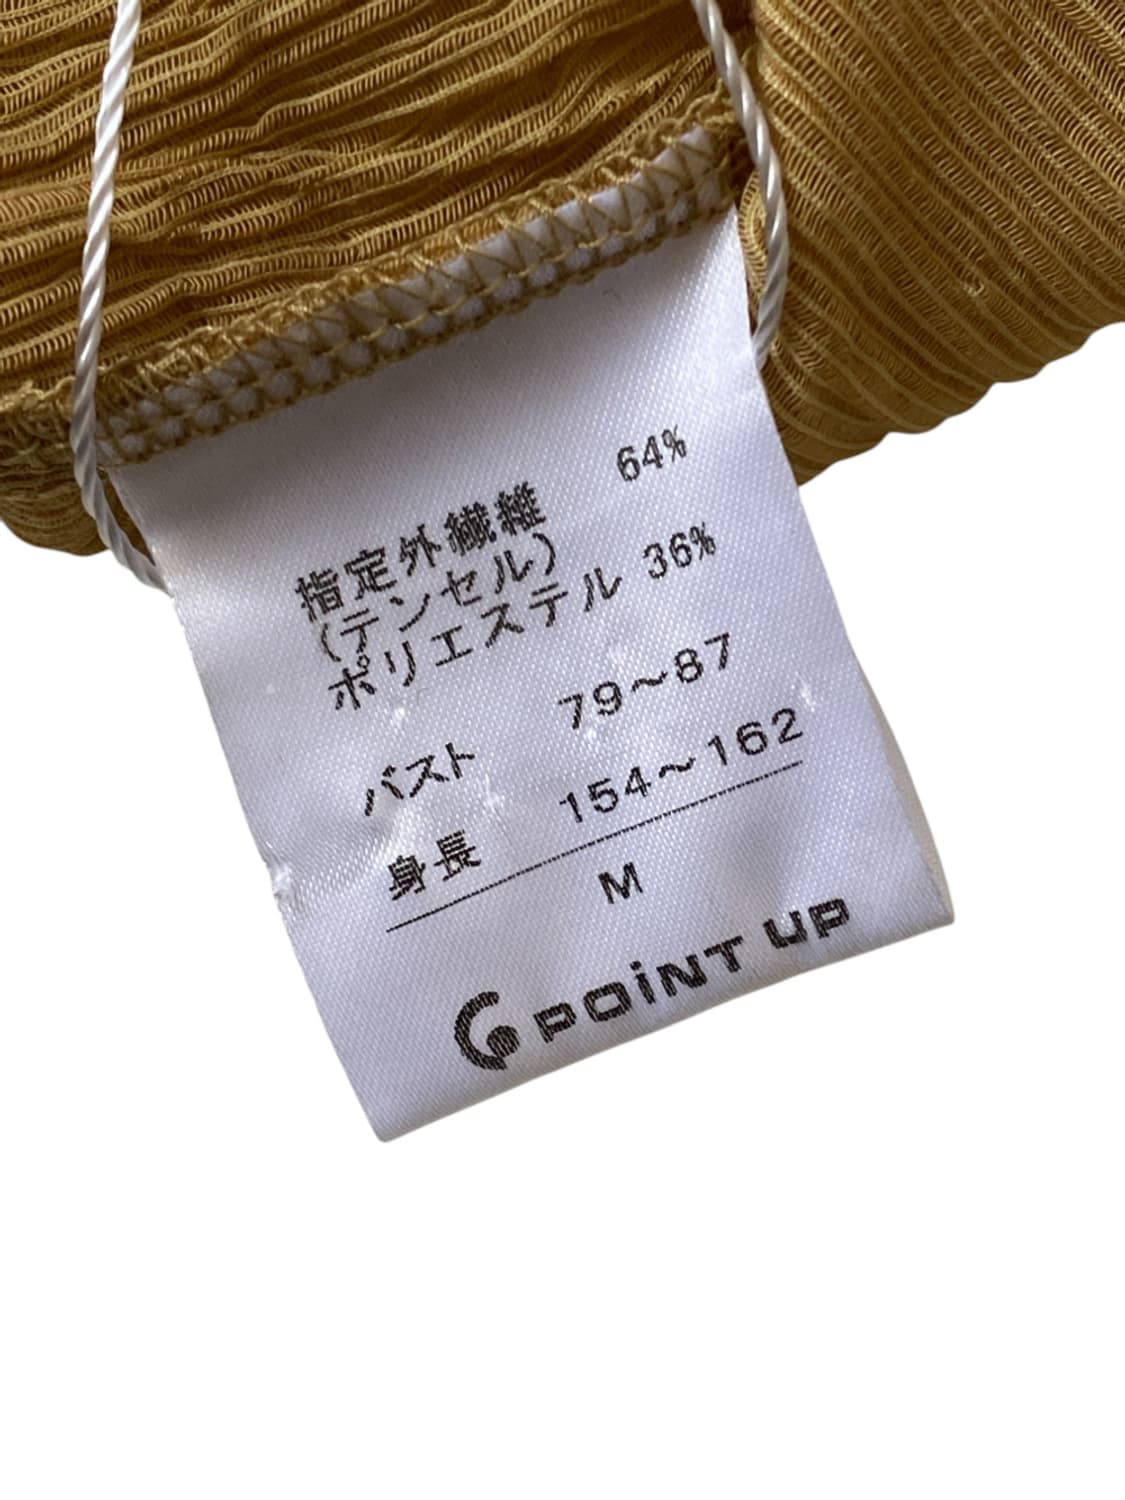 指定外繊維 64%
(テンセル)
ポリエステル 36%
バスト 79～87
身長 154～162
M
POINT UP